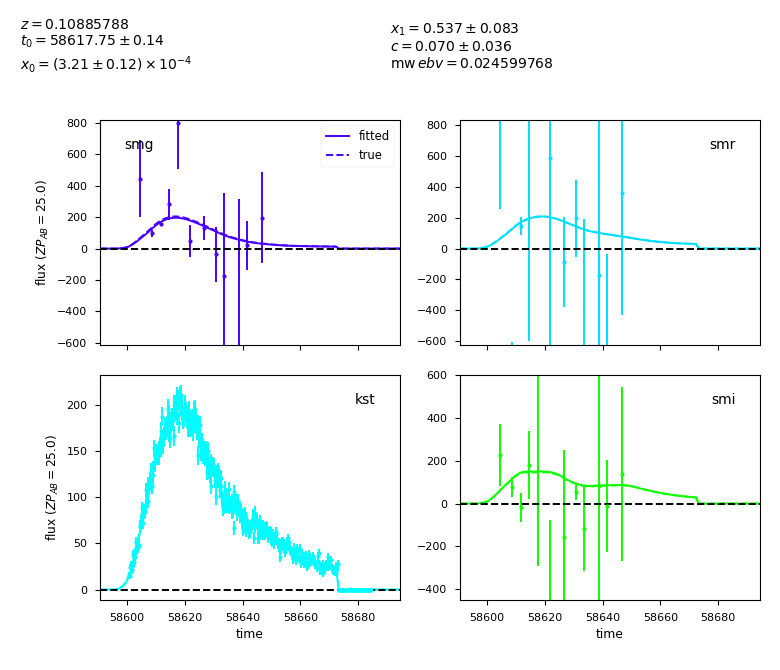 z = 0.10885788
t₀ = 58617.75 ± 0.14
x₀ = (3.21 ± 0.12) × 10⁻⁴
x₁ = 0.537 ± 0.083
c = 0.070 ± 0.036
mw ebv = 0.024599768
smg
fitted
true
800
600
400
200
0
−200
−400
−600
flux (ZP_AB = 25.0)
smr
800
600
400
200
0
−200
−400
−600
kst
200
150
100
50
0
flux (ZP_AB = 25.0)
58600 58620 58640 58660 58680
time
smi
600
400
200
0
−200
−400
58600 58620 58640 58660 58680
time